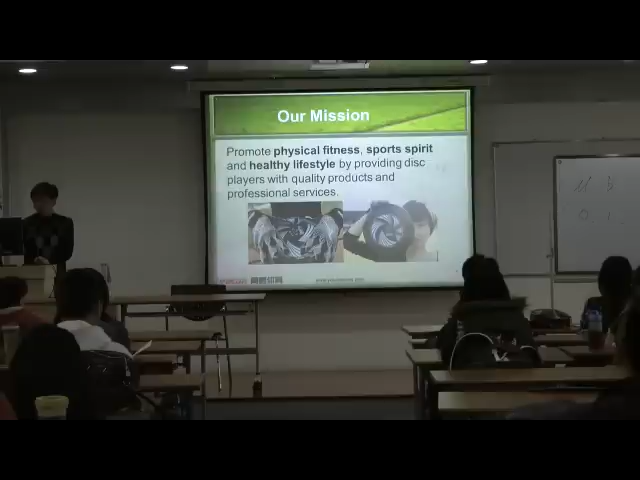 Our Mission
Promote physical fitness, sports spirit
and healthy lifestyle by providing disc
players with quality products and
professional services.